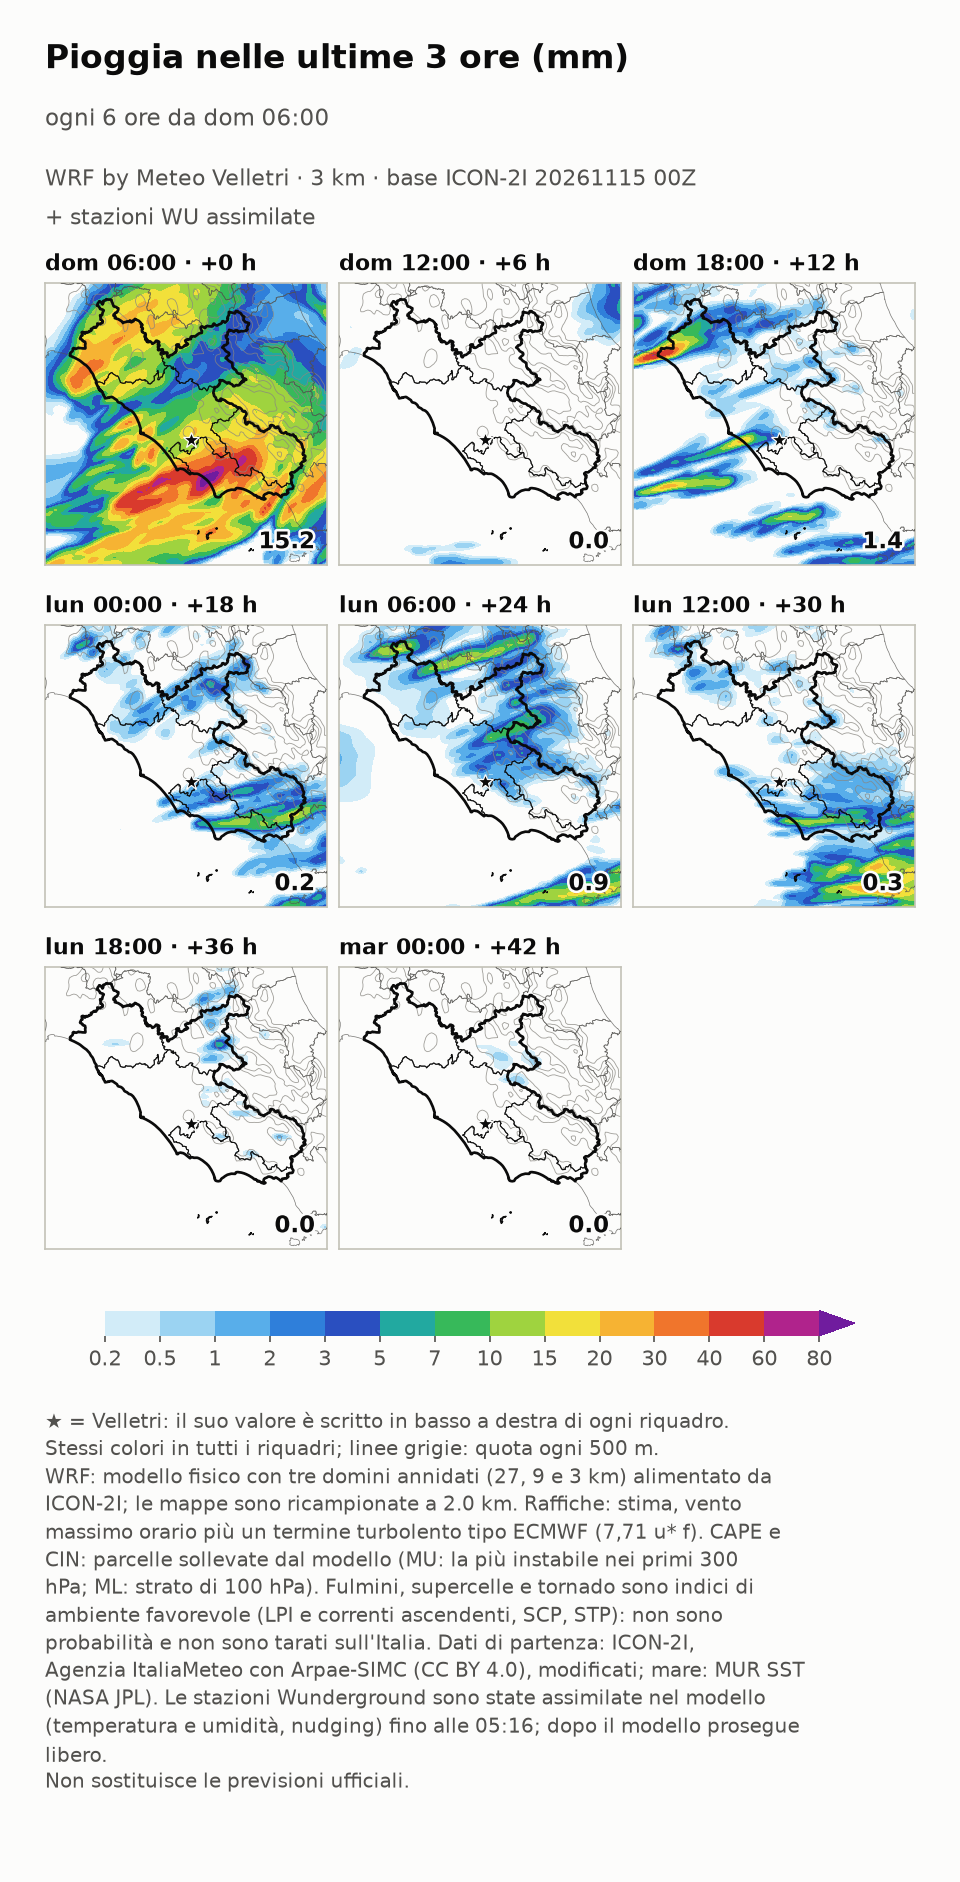 Pioggia nelle ultime 3 ore (mm)
ogni 6 ore da dom 06:00
WRF by Meteo Velletri · 3 km · base ICON-2I 20261115 00Z
+ stazioni WU assimilate
dom 06:00 · +0 h
dom 12:00 · +6 h
dom 18:00 · +12 h
15.2
0.0
1.4
lun 00:00 · +18 h
lun 06:00 · +24 h
lun 12:00 · +30 h
0.2
0.9
0.3
lun 18:00 · +36 h
mar 00:00 · +42 h
0.0
0.0
0.2 0.5 1 2 3 5 7 10 15 20 30 40 60 80
★ = Velletri: il suo valore è scritto in basso a destra di ogni riquadro.
Stessi colori in tutti i riquadri; linee grigie: quota ogni 500 m.
WRF: modello fisico con tre domini annidati (27, 9 e 3 km) alimentato da
ICON-2I; le mappe sono ricampionate a 2.0 km. Raffiche: stima, vento
massimo orario più un termine turbolento tipo ECMWF (7,71 u* f). CAPE e
CIN: parcelle sollevate dal modello (MU: la più instabile nei primi 300
hPa; ML: strato di 100 hPa). Fulmini, supercelle e tornado sono indici di
ambiente favorevole (LPI e correnti ascendenti, SCP, STP): non sono
probabilità e non sono tarati sull'Italia. Dati di partenza: ICON-2I,
Agenzia ItaliaMeteo con Arpae-SIMC (CC BY 4.0), modificati; mare: MUR SST
(NASA JPL). Le stazioni Wunderground sono state assimilate nel modello
(temperatura e umidità, nudging) fino alle 05:16; dopo il modello prosegue
libero.
Non sostituisce le previsioni ufficiali.